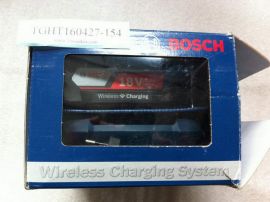 TGHT160427-154
BOSCH
18V
Wireless Charging
Wireless Charging System